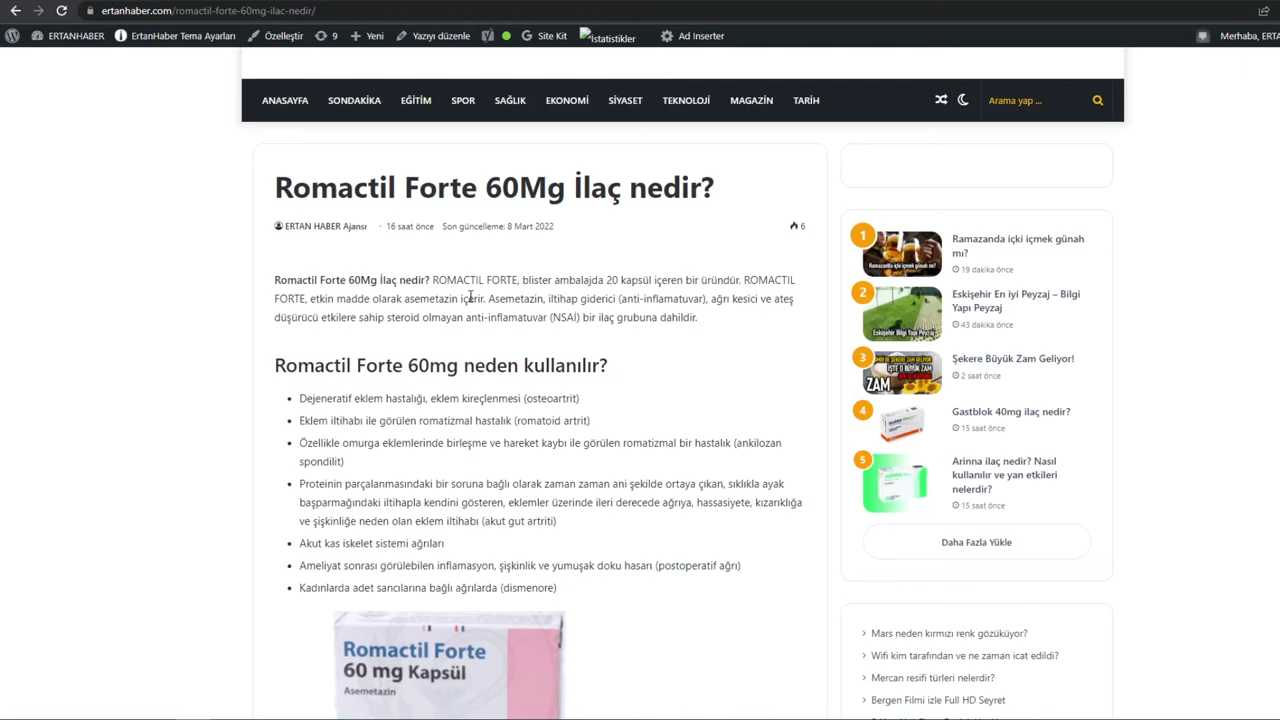 ertanhaber.com/romactil-forte-60mg-ilac-nedir/
ERTANHABER
ErtanHaber Tema Ayarları
Özelleştir
9
Yeni
Yazıyı düzenle
Site Kit
İstatistikler
Ad Inserter
Merhaba, ERTA
ANASAYFA
SONDAKİKA
EĞİTİM
SPOR
SAĞLIK
EKONOMİ
SİYASET
TEKNOLOJİ
MAGAZİN
TARİH
Arama yap ...
Romactil Forte 60Mg İlaç nedir?
ERTAN HABER Ajansı
16 saat önce
Son güncelleme: 8 Mart 2022
6
Romactil Forte 60Mg İlaç nedir? ROMACTIL FORTE, blister ambalajda 20 kapsül içeren bir üründür. ROMACTIL
FORTE, etkin madde olarak asemetazin içerir. Asemetazin, iltihap giderici (anti-inflamatuvar), ağrı kesici ve ateş
düşürücü etkilere sahip steroid olmayan anti-inflamatuvar (NSAİ) bir ilaç grubuna dahildir.
Romactil Forte 60mg neden kullanılır?
Dejeneratif eklem hastalığı, eklem kireçlenmesi (osteoartrit)
Eklem iltihabı ile görülen romatizmal hastalık (romatoid artrit)
Özellikle omurga eklemlerinde birleşme ve hareket kaybı ile görülen romatizmal bir hastalık (ankilozan
spondilit)
Proteinin parçalanmasındaki bir soruna bağlı olarak zaman zaman ani şekilde ortaya çıkan, sıklıkla ayak
başparmağındaki iltihapla kendini gösteren, eklemler üzerinde ileri derecede ağrıya, hassasiyete, kızarıklığa
ve şişkinliğe neden olan eklem iltihabı (akut gut artriti)
Akut kas iskelet sistemi ağrıları
Ameliyat sonrası görülebilen inflamasyon, şişkinlik ve yumuşak doku hasarı (postoperatif ağrı)
Kadınlarda adet sancılarına bağlı ağrılarda (dismenore)
Romactil Forte
60 mg Kapsül
Asemetazin
1
Ramazanda içki içmek günah mı?
Ramazanda içki içmek günah
mı?
19 dakika önce
2
Eskişehir Bilgi Yapı Peyzaj
Eskişehir En iyi Peyzaj – Bilgi
Yapı Peyzaj
43 dakika önce
3
ZAM
Şekere Büyük Zam Geliyor!
2 saat önce
4
Gastblok 40mg ilaç nedir?
15 saat önce
5
Arinna ilaç nedir? Nasıl
kullanılır ve yan etkileri
nelerdir?
15 saat önce
Daha Fazla Yükle
Mars neden kırmızı renk gözüküyor?
Wifi kim tarafından ve ne zaman icat edildi?
Mercan resifi türleri nelerdir?
Bergen Filmi izle Full HD Seyret